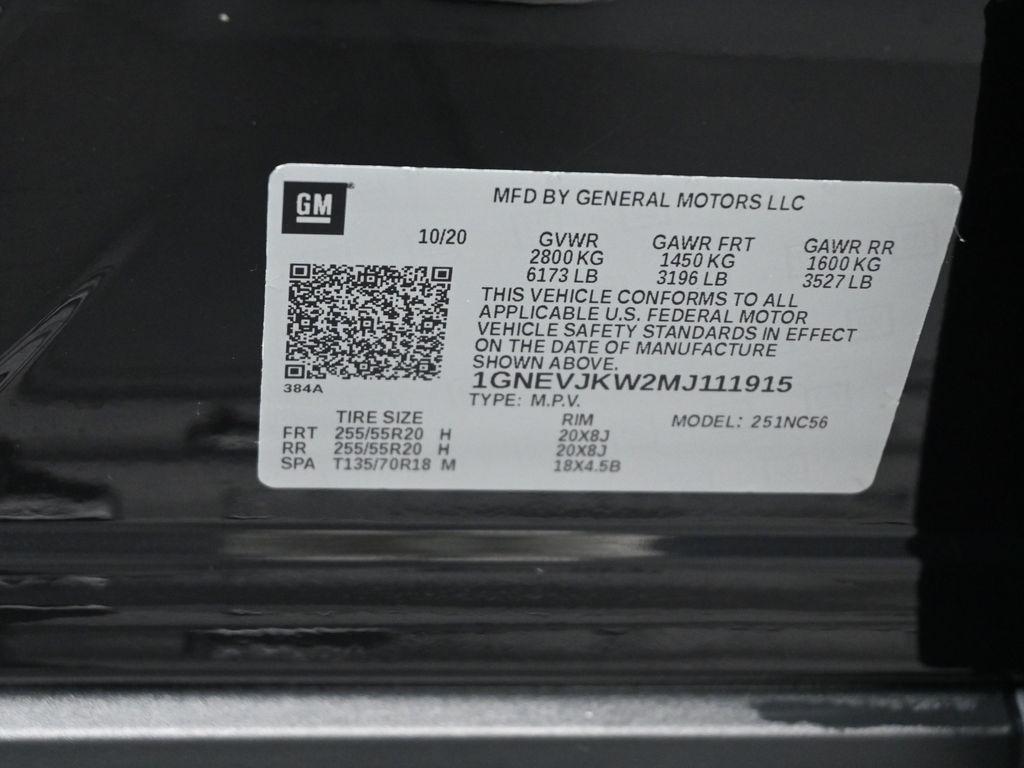 GM
MFD BY GENERAL MOTORS LLC
10/20
GVWR GAWR FRT GAWR RR
2800 KG 1450 KG 1600 KG
6173 LB 3196 LB 3527 LB
THIS VEHICLE CONFORMS TO ALL
APPLICABLE U.S. FEDERAL MOTOR
VEHICLE SAFETY STANDARDS IN EFFECT
ON THE DATE OF MANUFACTURE
SHOWN ABOVE.
384A
1GNEVJKW2MJ111915
TYPE: M.P.V.
TIRE SIZE RIM MODEL: 251NC56
FRT 255/55R20 H 20X8J
RR 255/55R20 H 20X8J
SPA T135/70R18 M 18X4.5B